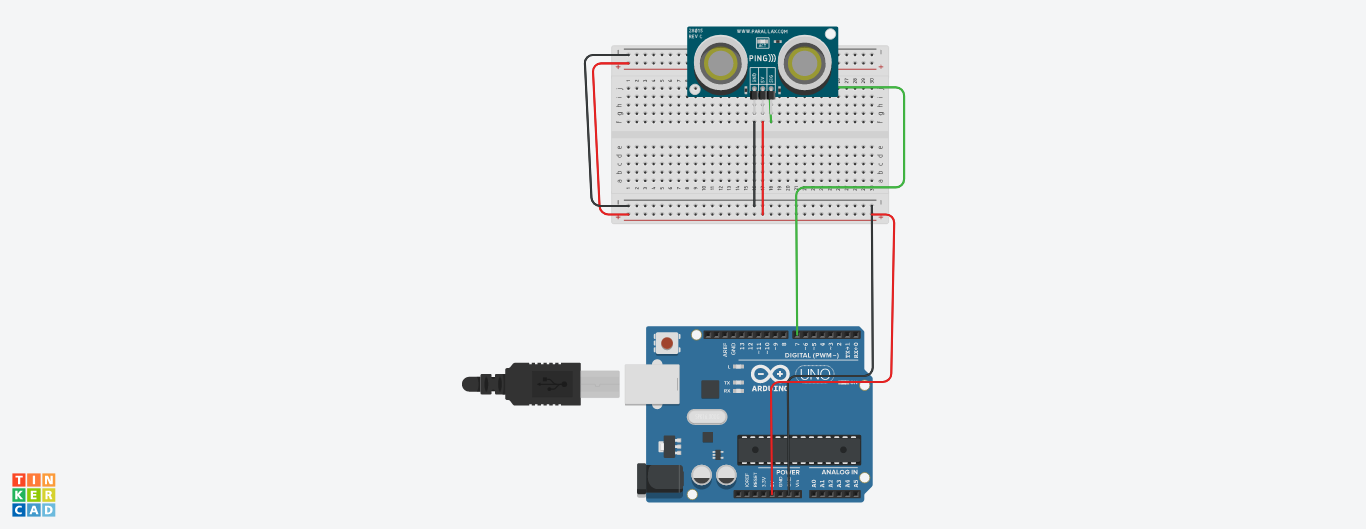 2X015
REV C
WWW.PARALLAX.COM
PING)))
GND
5V
SIG
j
i
h
g
f
e
d
c
b
a
AREF
GND
13
12
~11
~10
~9
8
7
~6
~5
4
~3
2
TX→1
RX←0
DIGITAL (PWM~)
L
TX
RX
ARDUINO
UNO
POWER
ANALOG IN
IOREF
RESET
3.3V
GND
Vin
A0
A1
A2
A3
A4
A5
TIN
KER
CAD